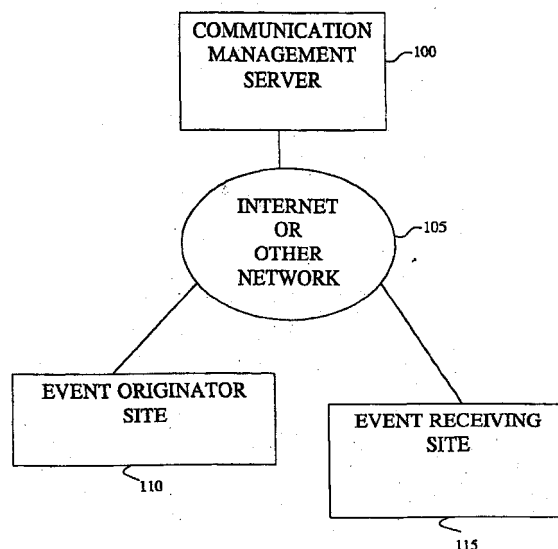 COMMUNICATION
MANAGEMENT
SERVER
100
INTERNET
OR
OTHER
NETWORK
105
EVENT ORIGINATOR
SITE
110
EVENT RECEIVING
SITE
115